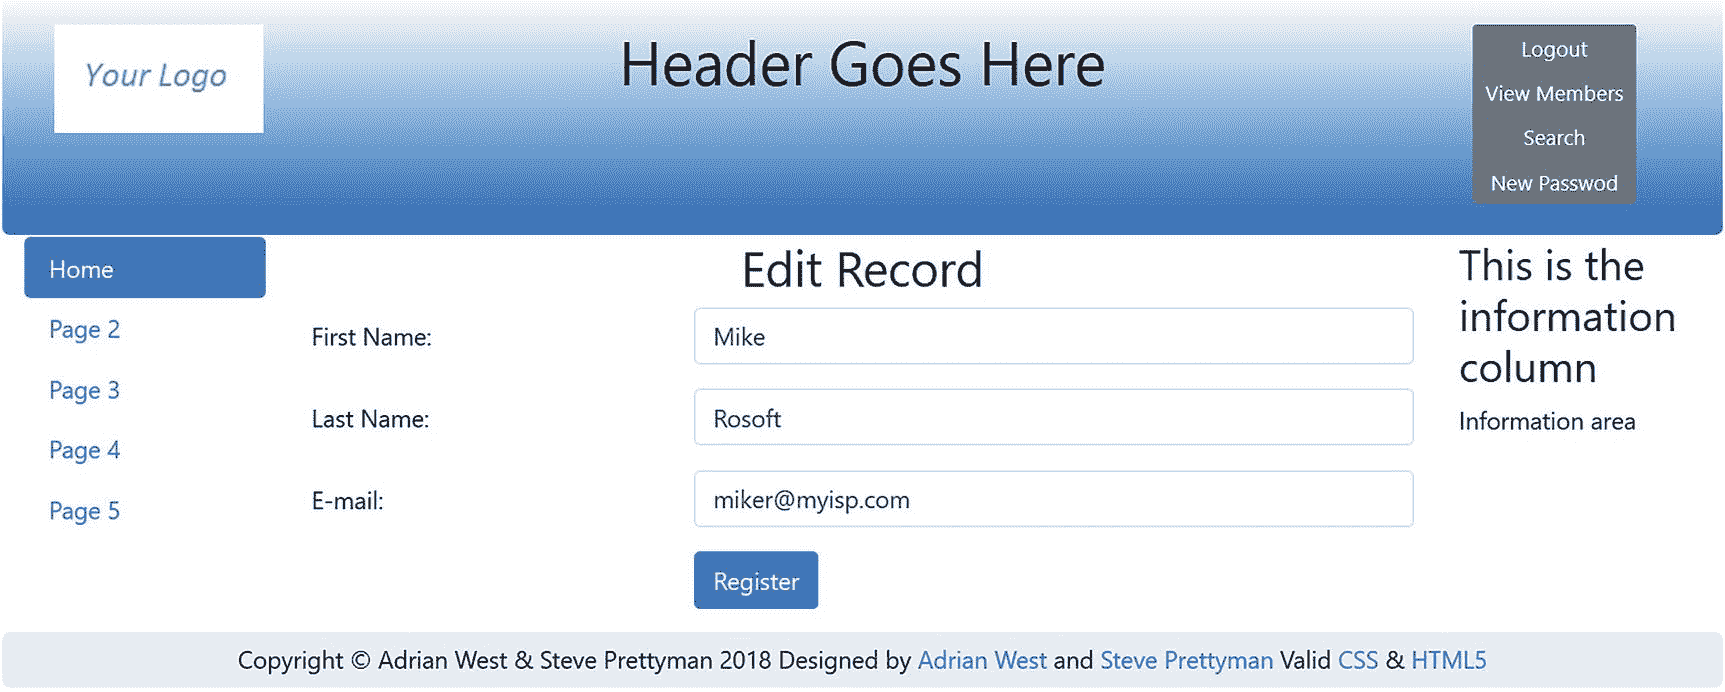 Your Logo
Header Goes Here
Logout
View Members
Search
New Passwod
Home
Page 2
Page 3
Page 4
Page 5
Edit Record
First Name:
Mike
Last Name:
Rosoft
E-mail:
miker@myisp.com
Register
This is the
information
column
Information area
Copyright © Adrian West & Steve Prettyman 2018 Designed by Adrian West and Steve Prettyman Valid CSS & HTML5